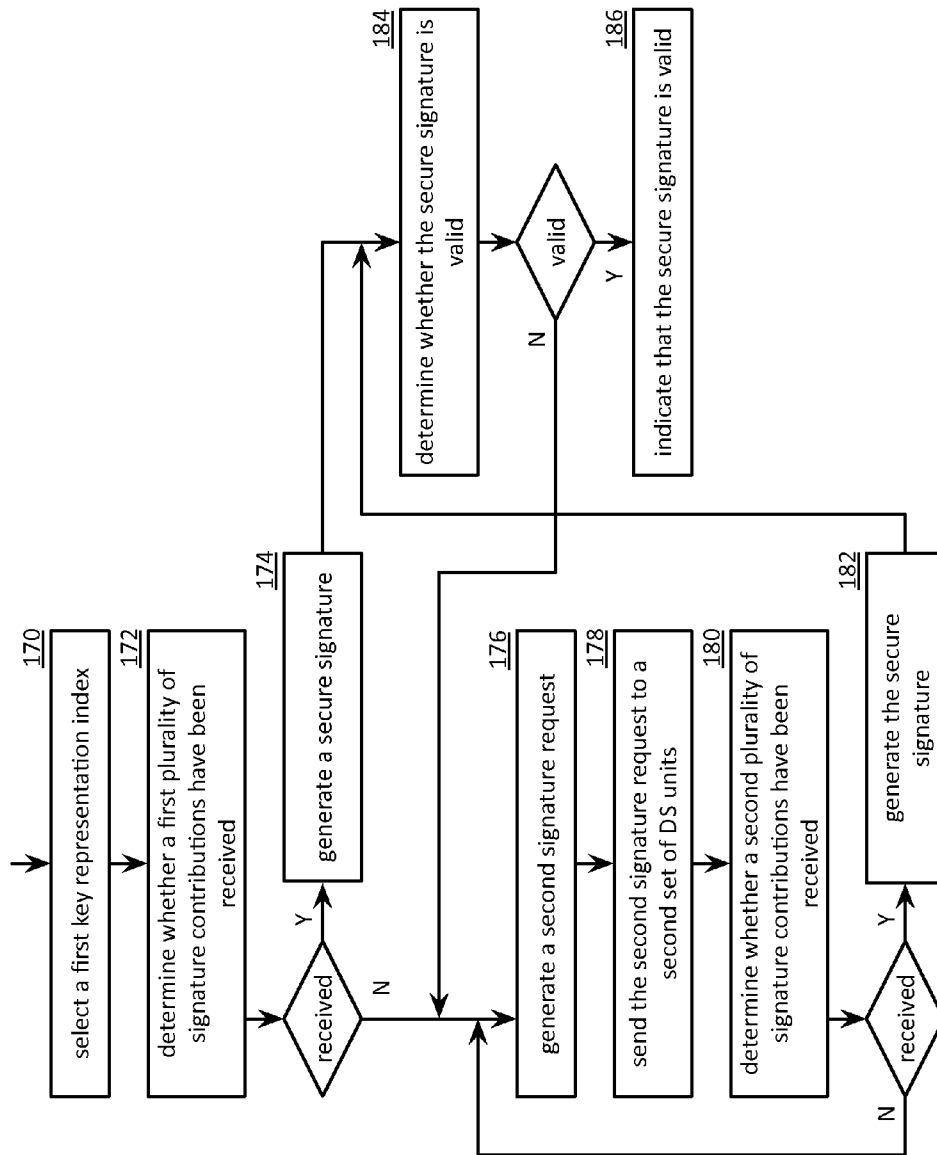 170
select a first key representation index
172
determine whether a first plurality of
signature contributions have been
received
received
Y
N
174
generate a secure signature
176
generate a second signature request
178
send the second signature request to a
second set of DS units
180
determine whether a second plurality of
signature contributions have been
received
received
Y
N
182
generate the secure
signature
184
determine whether the secure signature is
valid
valid
N
Y
186
indicate that the secure signature is valid